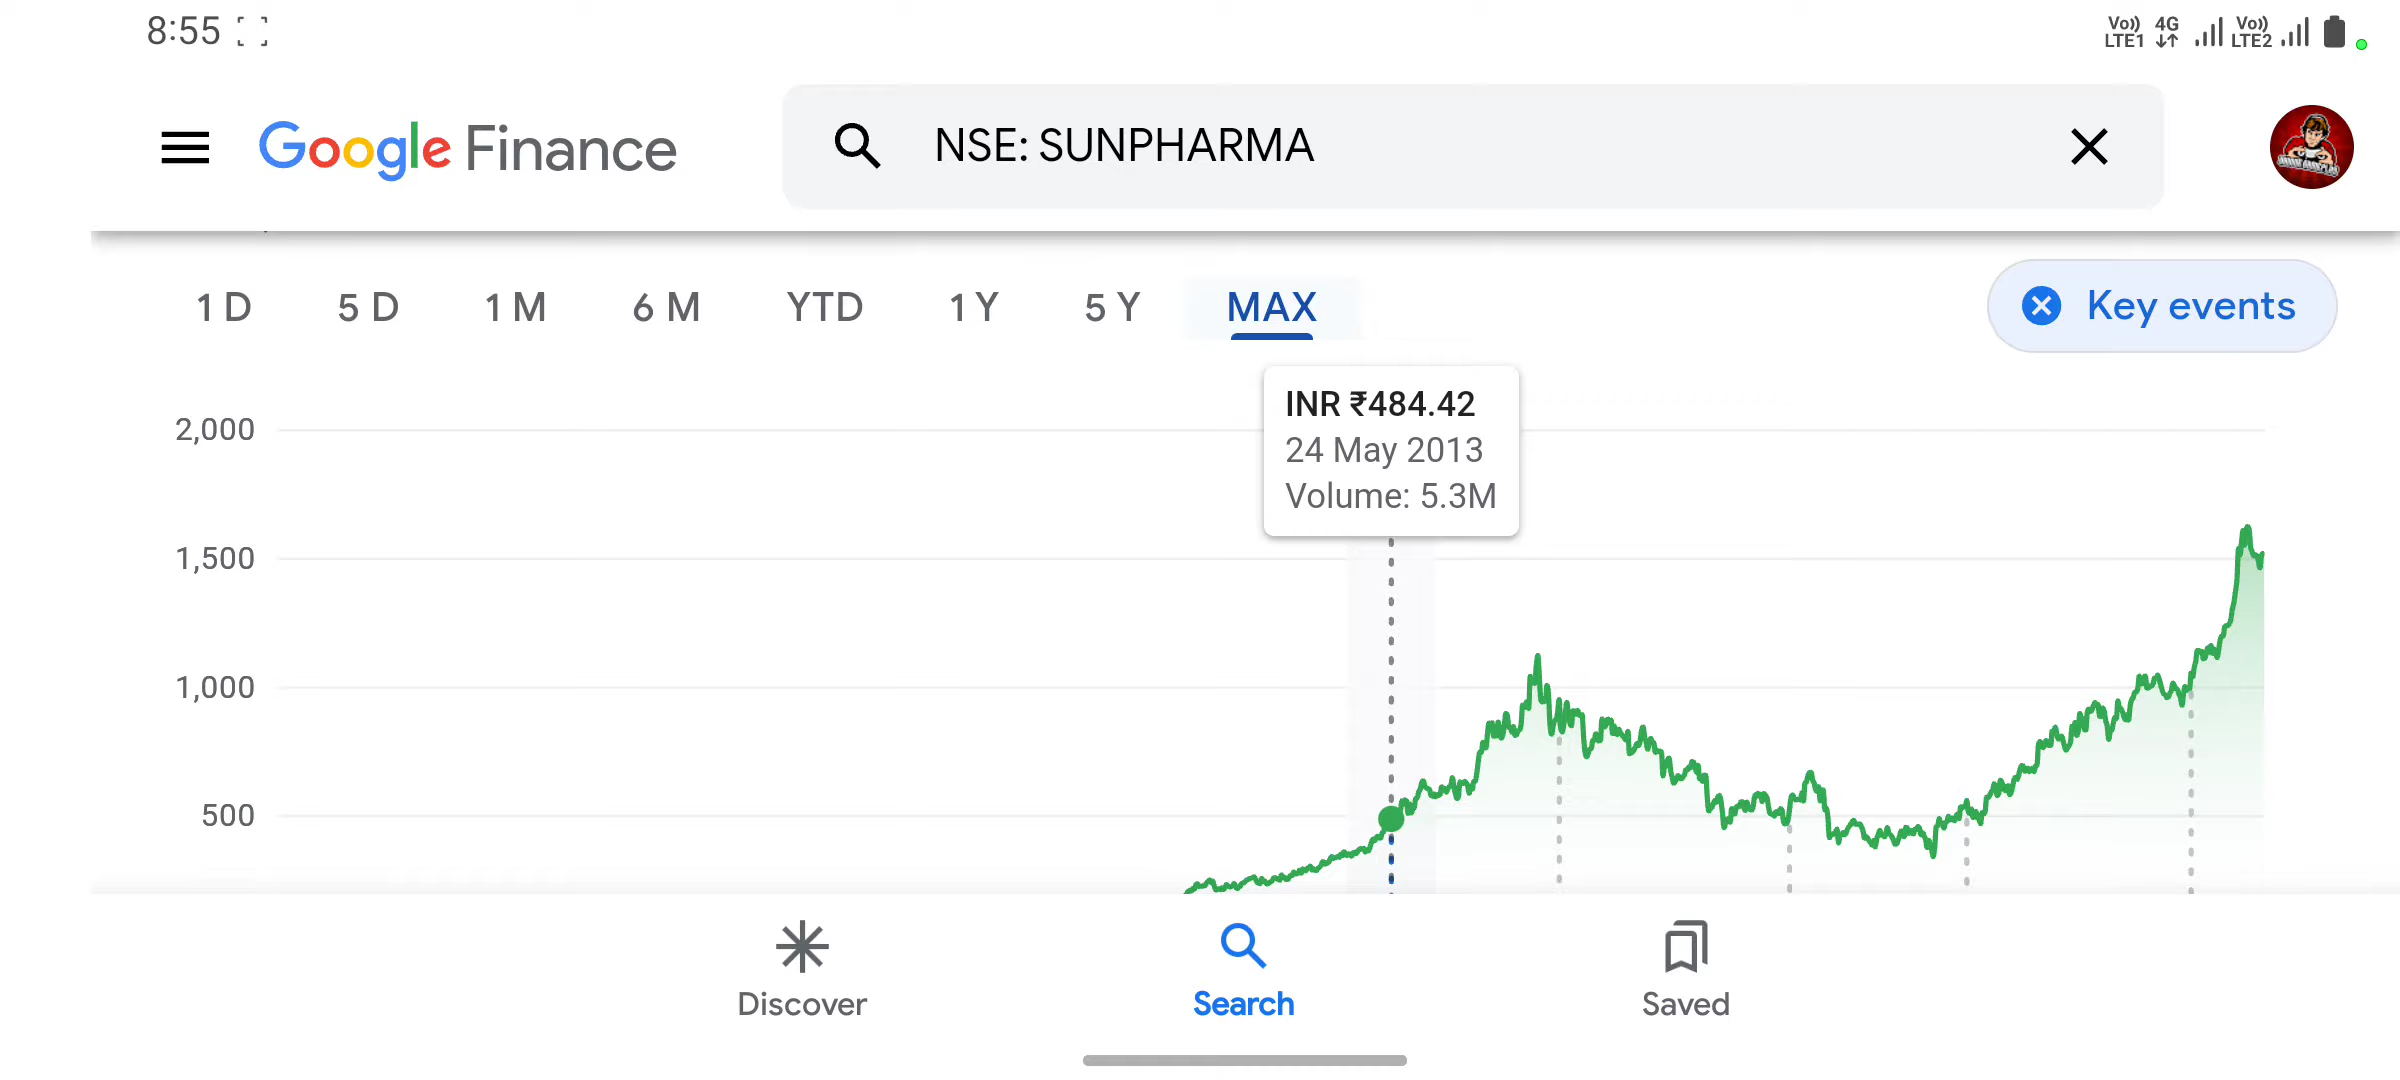 8:55
Vo)) LTE1 4G Vo)) LTE2
Google Finance
NSE: SUNPHARMA
1 D 5 D 1 M 6 M YTD 1 Y 5 Y MAX
Key events
INR ₹484.42
24 May 2013
Volume: 5.3M
2,000
1,500
1,000
500
Discover
Search
Saved